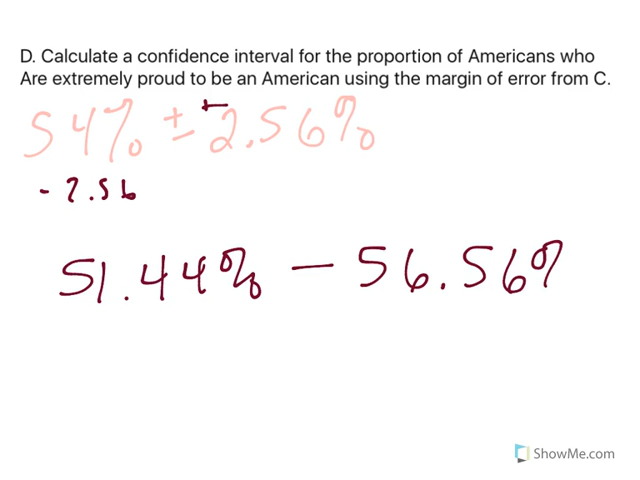 D. Calculate a confidence interval for the proportion of Americans who
Are extremely proud to be an American using the margin of error from C.
54% ± 2.56%
- 2.56
51.44% - 56.56%
ShowMe.com